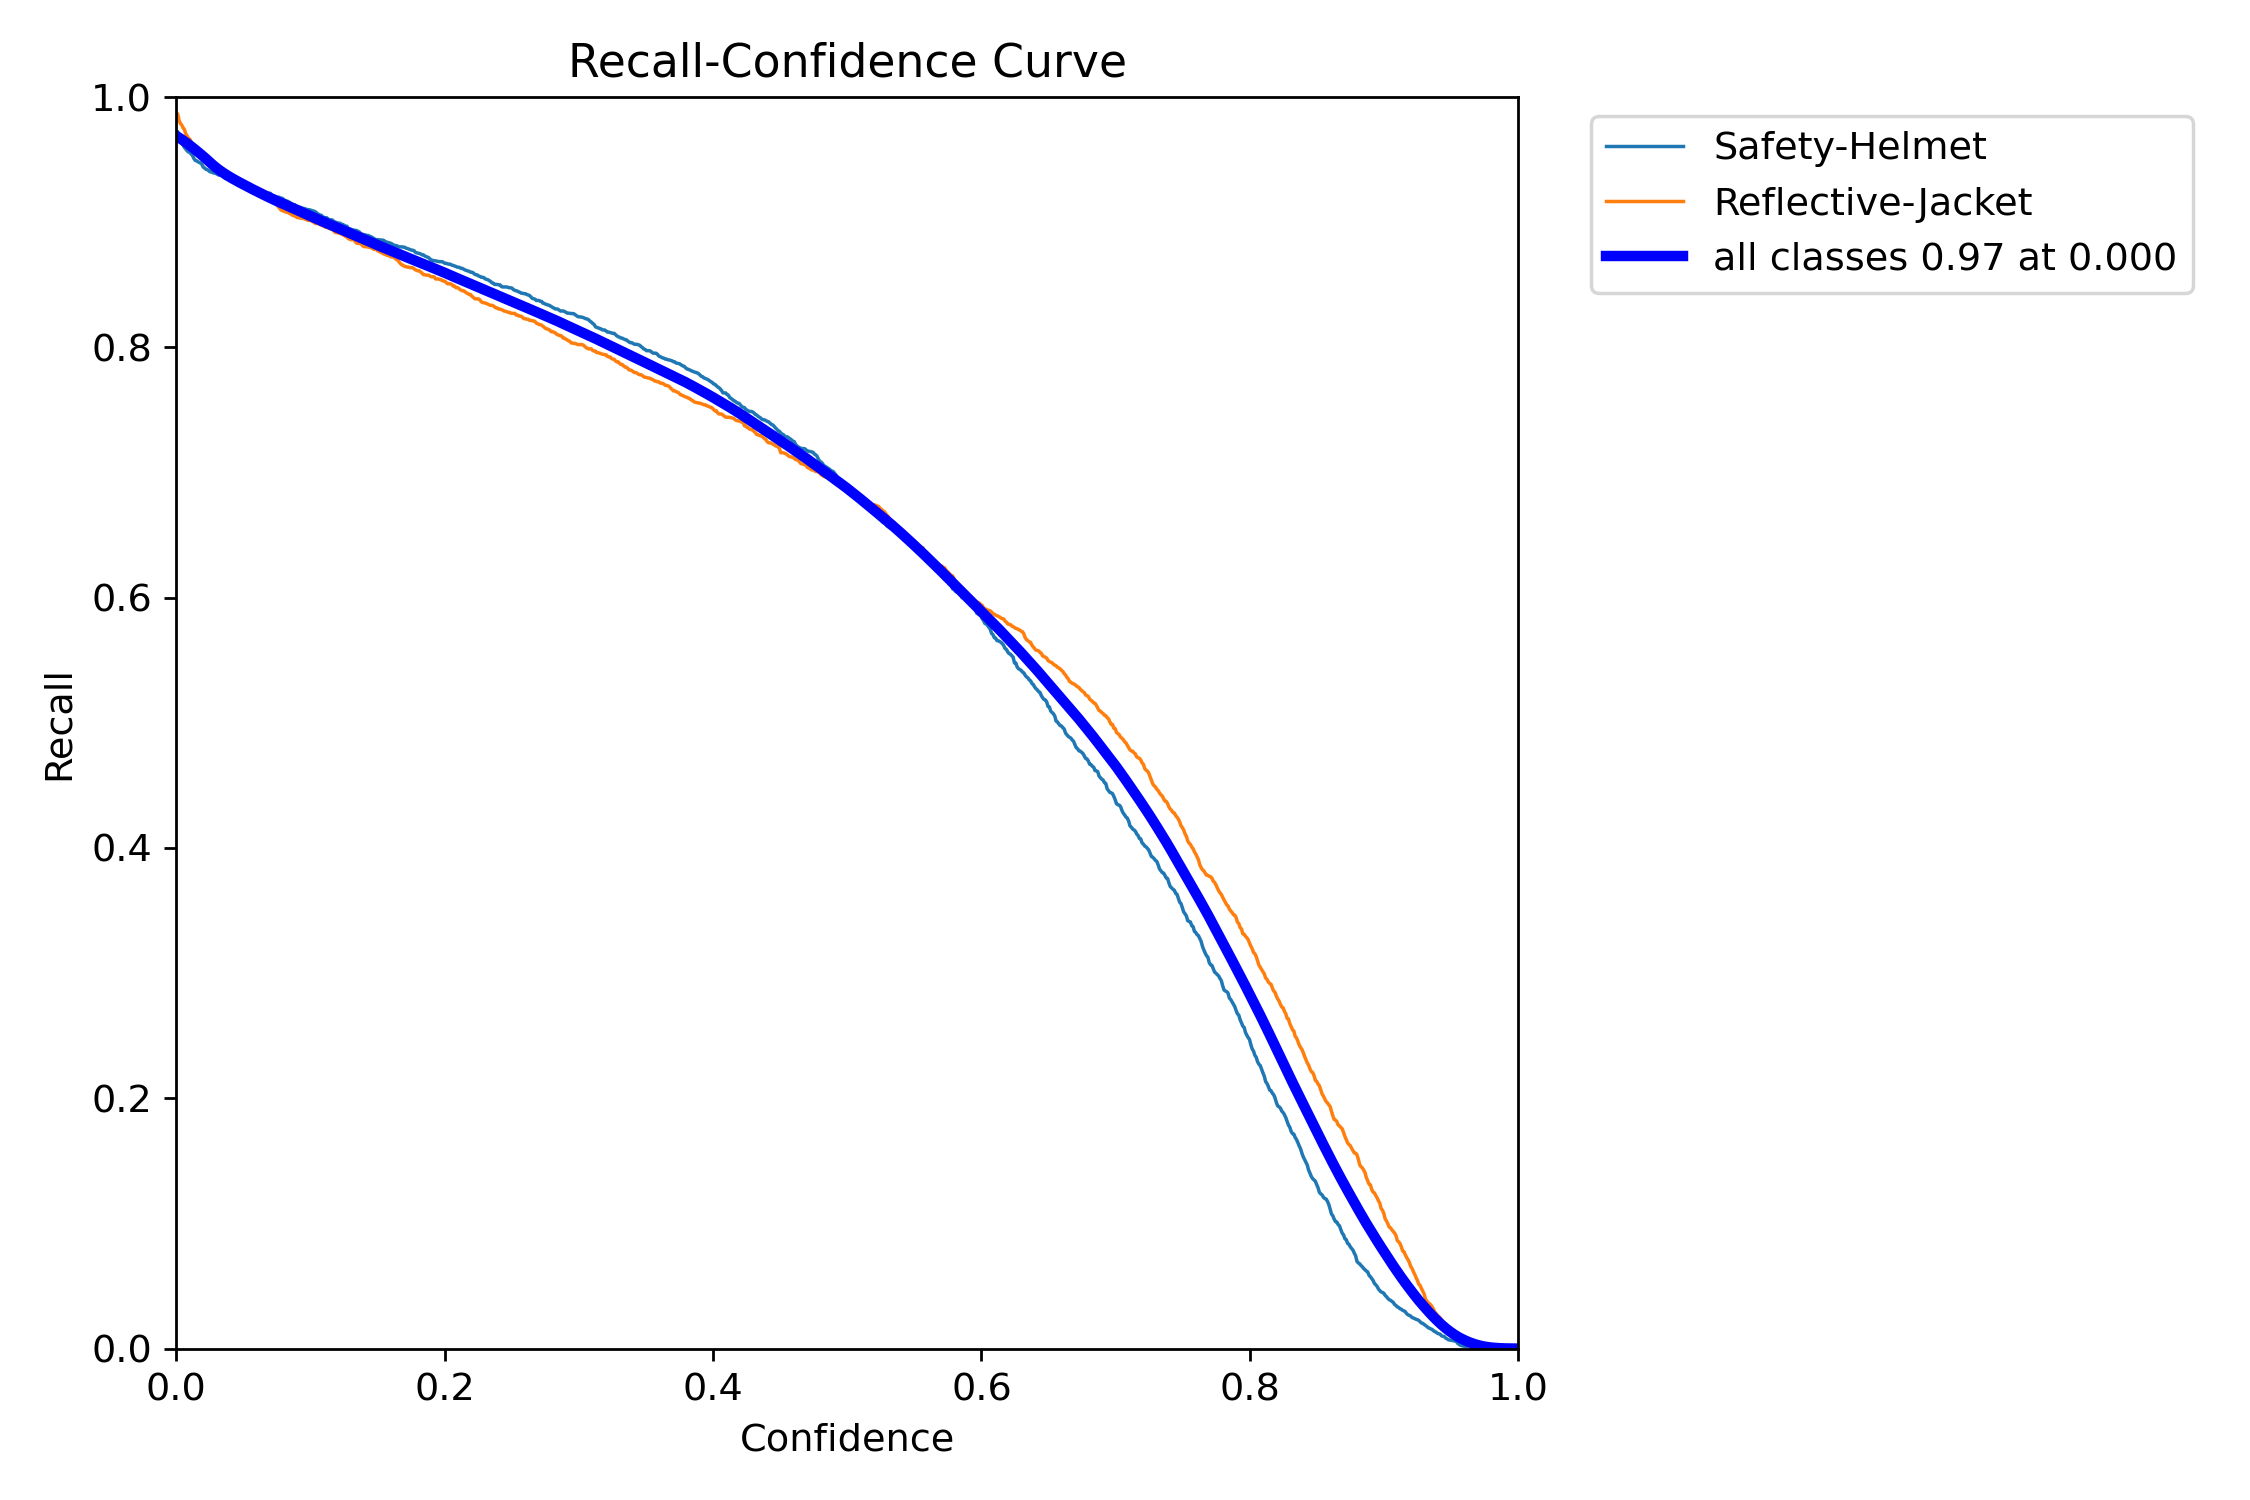 Recall-Confidence Curve
1.0
0.8
0.6
0.4
0.2
0.0
Recall
0.0 0.2 0.4 0.6 0.8 1.0
Confidence
Safety-Helmet
Reflective-Jacket
all classes 0.97 at 0.000